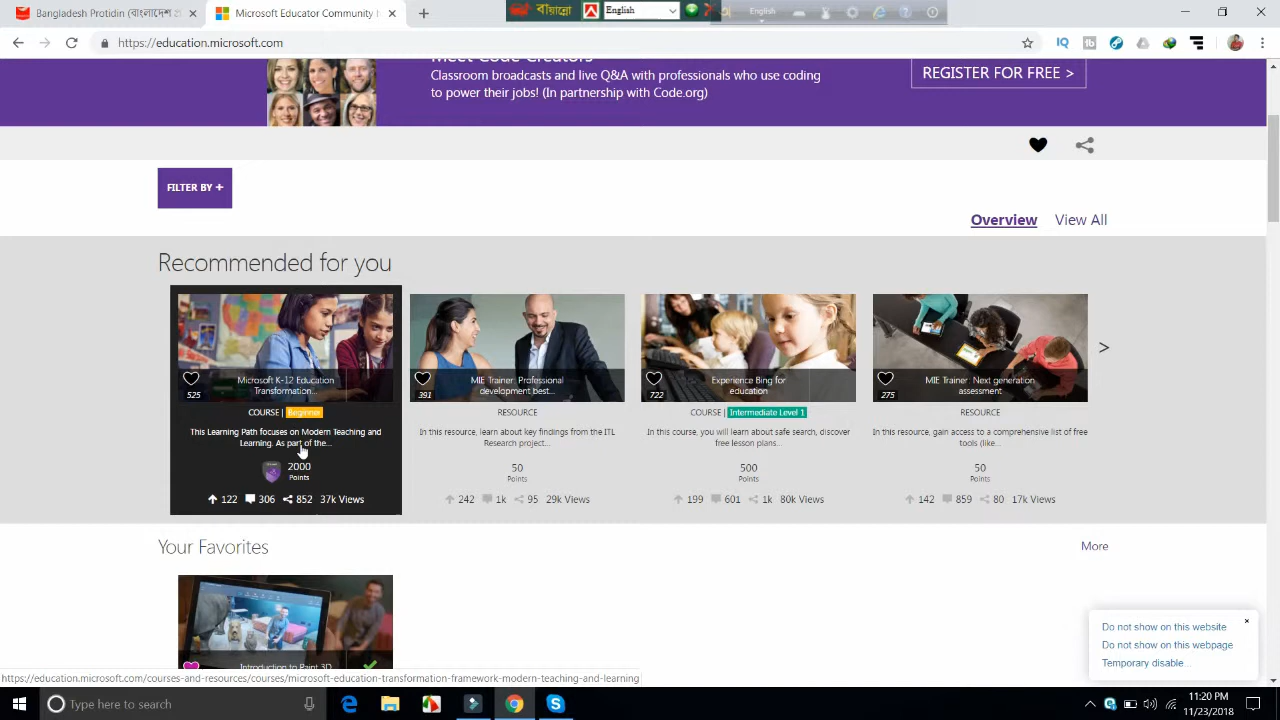 Bangladesh Protidin (বাংলাদেশ
Microsoft Educator Community H
বায়ান্নো
English
English
https://education.microsoft.com
Meet Code Creators
Classroom broadcasts and live Q&A with professionals who use coding
to power their jobs! (In partnership with Code.org)
REGISTER FOR FREE >
FILTER BY +
Overview
View All
Recommended for you
525
Microsoft K-12 Education
Transformation...
COURSE | Beginner
This Learning Path focuses on Modern Teaching and
Learning. As part of the...
2000
Points
122 306 852 37k Views
391
MIE Trainer: Professional
development best...
RESOURCE
In this resource, learn about key findings from the ITL
Research project...
50
Points
242 1k 95 29k Views
722
Experience Bing for
education
COURSE | Intermediate Level 1
In this course, you will learn about safe search, discover
free lesson plans...
500
Points
199 601 1k 80k Views
275
MIE Trainer: Next generation
assessment
RESOURCE
In this resource, gain access to a comprehensive list of free
tools (like...
50
Points
142 859 80 17k Views
>
Your Favorites
More
Introduction to Paint 3D
Do not show on this website
Do not show on this webpage
Temporary disable...
https://education.microsoft.com/courses-and-resources/courses/microsoft-education-transformation-framework-modern-teaching-and-learning
Type here to search
11:20 PM
11/23/2018